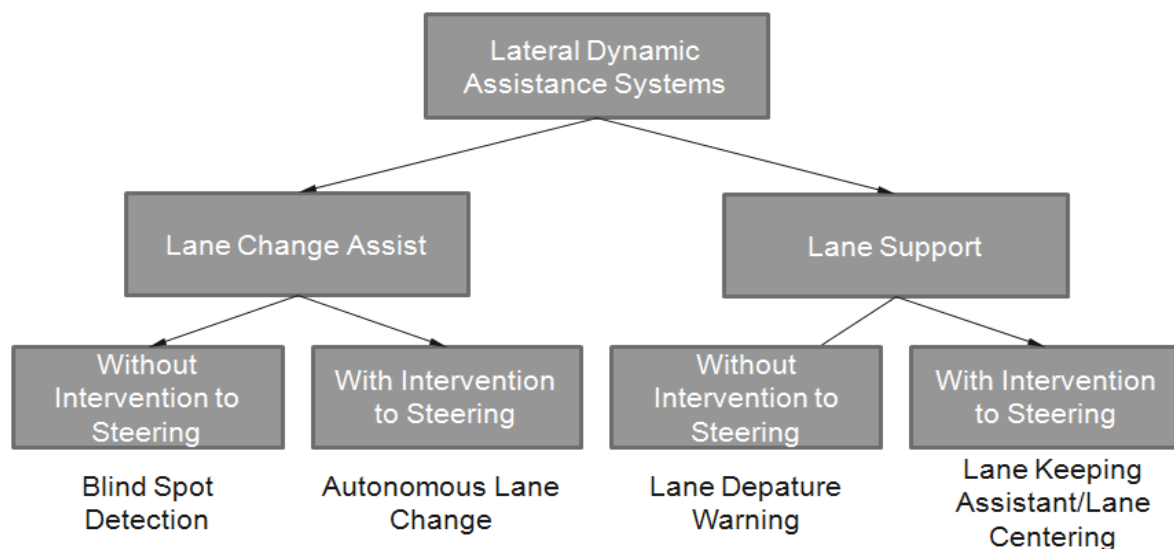 Lateral Dynamic
Assistance Systems
Lane Change Assist
Lane Support
Without
Intervention to
Steering
With Intervention
to Steering
Without
Intervention to
Steering
With Intervention
to Steering
Blind Spot
Detection
Autonomous Lane
Change
Lane Depature
Warning
Lane Keeping
Assistant/Lane
Centering